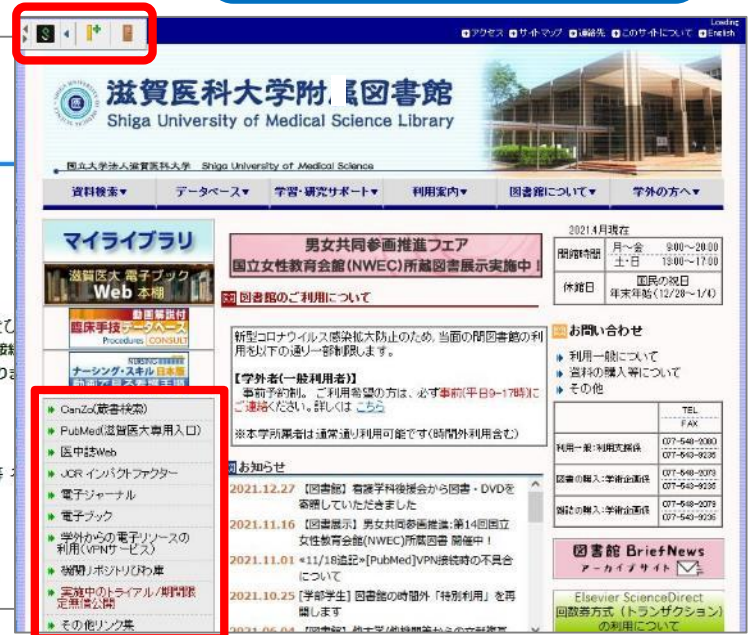 Loading
アクセス サイトマップ 連絡先 このサイトについて English
滋賀医科大学附属図書館
Shiga University of Medical Science Library
国立大学法人滋賀医科大学 Shiga University of Medical Science
資料検索▼ データベース▼ 学習・研究サポート▼ 利用案内▼ 図書館について▼ 学外の方へ▼
マイライブラリ
滋賀医大 電子ブック
Web 本棚
動画解説付
臨床手技データベース
Procedures CONSULT
NURSING
ナーシング・スキル 日本版
動画で見る看護手順
CanZo(蔵書検索)
PubMed(滋賀医大専用入口)
医中誌Web
JCR インパクトファクター
電子ジャーナル
電子ブック
学外からの電子リソースの
利用(VPNサービス)
機関リポジトリびわ庫
実施中のトライアル/期間限
定無償公開
その他リンク集
男女共同参画推進フェア
国立女性教育会館(NWEC)所蔵図書展示実施中！
図書館のご利用について
新型コロナウイルス感染拡大防止のため、当面の間図書館の利
用を以下の通り一部制限します。
【学外者(一般利用者)】
事前予約制。ご利用希望の方は、必ず事前(平日9-17時)に
ご連絡ください。詳しくは こちら
※本学所属者は通常通り利用可能です(時間外利用含む)
お知らせ
2021.12.27 【図書館】看護学科後援会から図書・DVDを
寄贈していただきました
2021.11.16 【図書展示】男女共同参画推進:第14回国立
女性教育会館(NWEC)所蔵図書 開催中！
2021.11.01 «11/18追記»[PubMed]VPN接続時の不具合
について
2021.10.25 [学部学生] 図書館の時間外「特別利用」を再
開します
2021.06.04
2021.4月現在
開館時間 月～金 9:00～20:00
土・日 13:00～17:00
休館日 国民の祝日
年末年始(12/28～1/4)
お問い合わせ
利用一般について
資料の購入等について
その他
TEL
FAX
利用一般:利用支援係 077-548-2080
077-543-9236
図書の購入:学術企画係 077-548-2079
077-543-9236
雑誌の購入:学術企画係 077-548-2079
077-543-9236
図書館 BriefNews
アーカイブサイト
Elsevier ScienceDirect
回数券方式（トランザクション）
の利用について